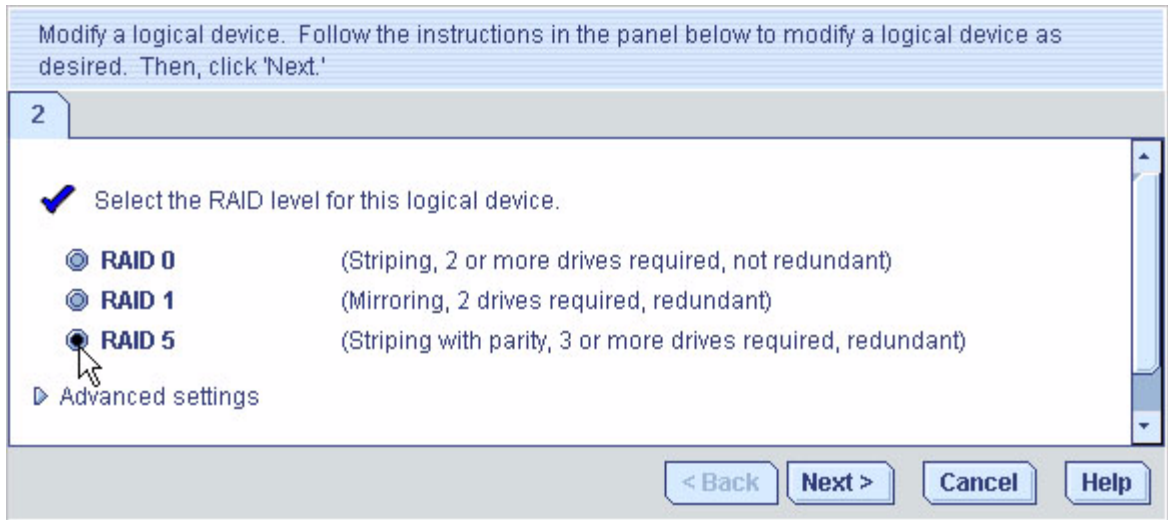 Modify a logical device. Follow the instructions in the panel below to modify a logical device as
desired. Then, click 'Next.'
2
Select the RAID level for this logical device.
RAID 0 (Striping, 2 or more drives required, not redundant)
RAID 1 (Mirroring, 2 drives required, redundant)
RAID 5 (Striping with parity, 3 or more drives required, redundant)
Advanced settings
< Back Next > Cancel Help